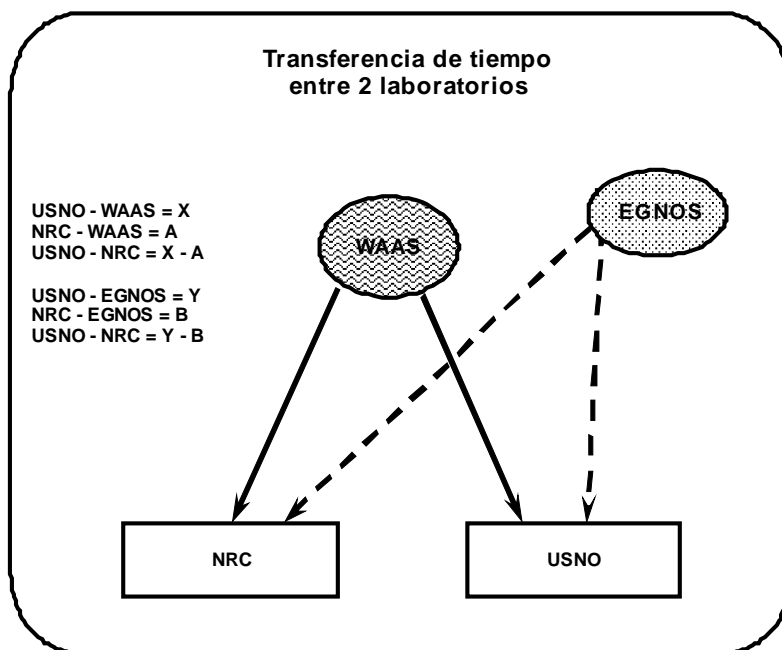 Transferencia de tiempo
entre 2 laboratorios
USNO - WAAS = X
NRC - WAAS = A
USNO - NRC = X - A
USNO - EGNOS = Y
NRC - EGNOS = B
USNO - NRC = Y - B
WAAS
EGNOS
NRC
USNO